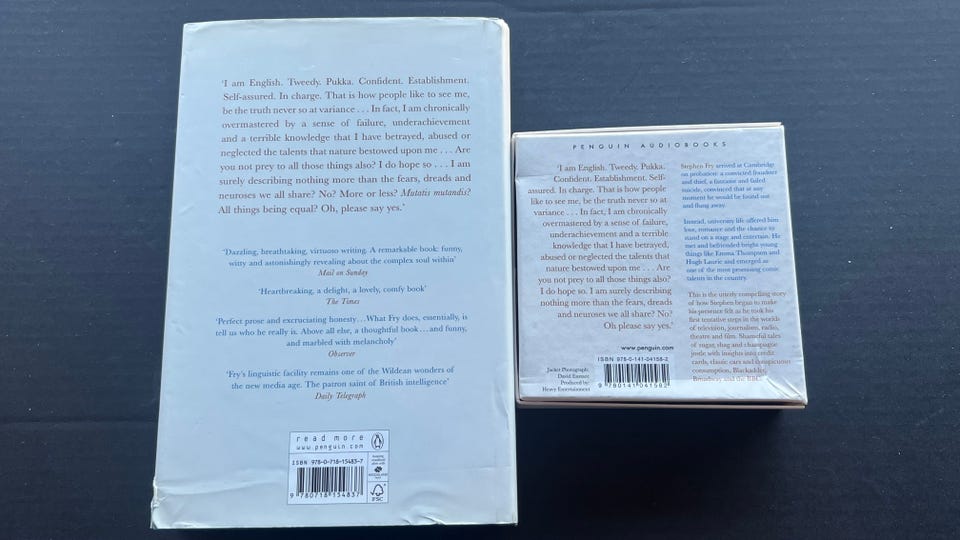 'I am English. Tweedy. Pukka. Confident. Establishment.
Self-assured. In charge. That is how people like to see me,
be the truth never so at variance . . . In fact, I am chronically
overmastered by a sense of failure, underachievement
and a terrible knowledge that I have betrayed, abused or
neglected the talents that nature bestowed upon me . . . Are
you not prey to all those things also? I do hope so . . . I am
surely describing nothing more than the fears, dreads and
neuroses we all share? No? More or less? Mutatis mutandis?
All things being equal? Oh, please say yes.'
'Dazzling, breathtaking, virtuoso writing. A remarkable book: funny,
witty and astonishingly revealing about the complex soul within'
Mail on Sunday
'Heartbreaking, a delight, a lovely, comfy book'
The Times
'Perfect prose and excruciating honesty...What Fry does, essentially, is
tell us who he really is. Above all else, a thoughtful book...and funny,
and marbled with melancholy'
Observer
'Fry's linguistic facility remains one of the Wildean wonders of
the new media age. The patron saint of British intelligence'
Daily Telegraph
read more
www.penguin.com
ISBN 978-0-718-15483-7
9 780718 154837
FSC
PENGUIN AUDIOBOOKS
'I am English. Tweedy. Pukka.
Confident. Establishment. Self-
assured. In charge. That is how people
like to see me, be the truth never so at
variance . . . In fact, I am chronically
overmastered by a sense of failure,
underachievement and a terrible
knowledge that I have betrayed,
abused or neglected the talents that
nature bestowed upon me . . . Are
you not prey to all those things also?
I do hope so. I am surely describing
nothing more than the fears, dreads
and neuroses we all share? No?
Oh please say yes.'
www.penguin.com
ISBN 978-0-141-04158-2
9 780141 041582
Jacket Photograph:
David Eustace
Produced by:
Heavy Entertainment
Stephen Fry arrived at Cambridge
on probation: a convicted fraudster
and thief, a fantasist and failed
suicide, convinced that at any
moment he would be found out
and flung away.
Instead, university life offered him
love, romance and the chance to
stand on a stage and entertain. He
met and befriended bright young
things like Emma Thompson and
Hugh Laurie and emerged as
one of the most promising comic
talents in the country.
This is the utterly compelling story
of how Stephen began to make
his presence felt as he took his
first tentative steps in the worlds
of television, journalism, radio,
theatre and film. Shameful tales
of sugar, shag and champagne
jostle with insights into credit
cards, classic cars and conspicuous
consumption, Blackadder,
Broadway and the BBC.